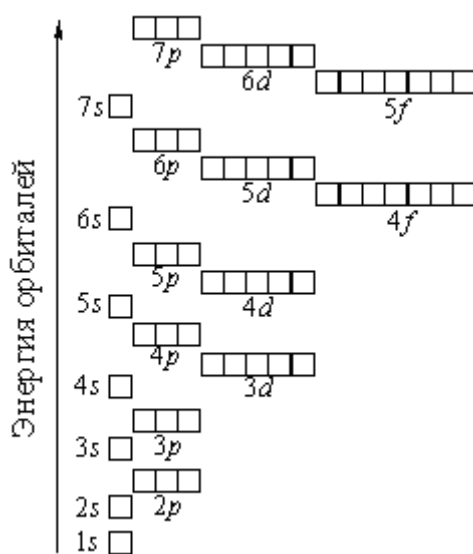 Энергия орбиталей
7p
6d
5f
7s
6p
5d
4f
6s
5p
4d
5s
4p
3d
4s
3p
3s
2p
2s
1s